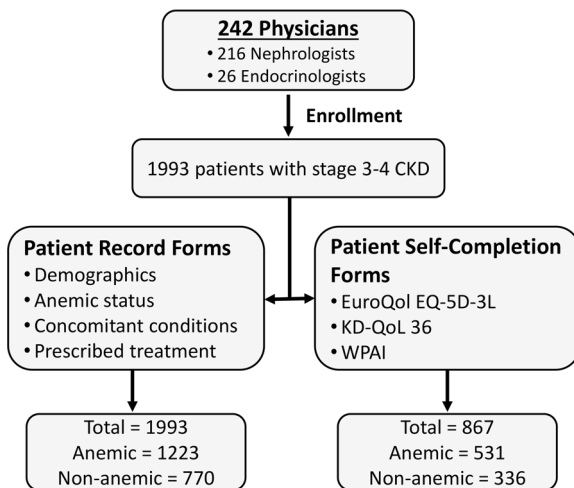 242 Physicians
• 216 Nephrologists
• 26 Endocrinologists
Enrollment
1993 patients with stage 3-4 CKD
Patient Record Forms
• Demographics
• Anemic status
• Concomitant conditions
• Prescribed treatment
Patient Self-Completion
Forms
• EuroQol EQ-5D-3L
• KD-QoL 36
• WPAI
Total = 1993
Anemic = 1223
Non-anemic = 770
Total = 867
Anemic = 531
Non-anemic = 336